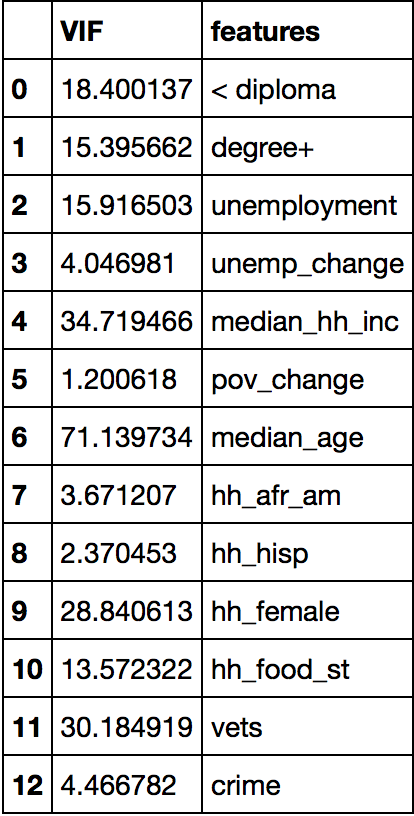 VIF features
0 18.400137 < diploma
1 15.395662 degree+
2 15.916503 unemployment
3 4.046981 unemp_change
4 34.719466 median_hh_inc
5 1.200618 pov_change
6 71.139734 median_age
7 3.671207 hh_afr_am
8 2.370453 hh_hisp
9 28.840613 hh_female
10 13.572322 hh_food_st
11 30.184919 vets
12 4.466782 crime